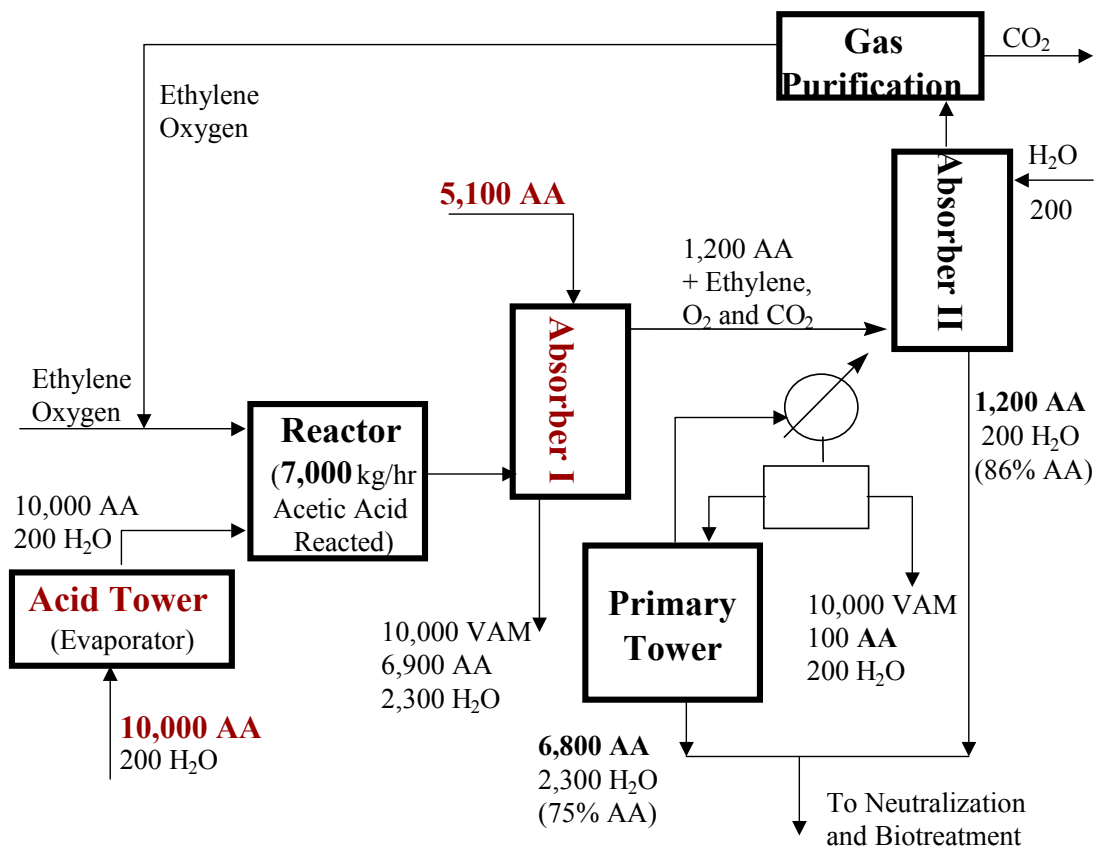 Gas
Purification
CO₂
Ethylene
Oxygen
Absorber II
H₂O
200
5,100 AA
1,200 AA
+ Ethylene,
O₂ and CO₂
Absorber I
Ethylene
Oxygen
Reactor
(7,000 kg/hr
Acetic Acid
Reacted)
1,200 AA
200 H₂O
(86% AA)
10,000 AA
200 H₂O
Acid Tower
(Evaporator)
Primary
Tower
10,000 VAM
100 AA
200 H₂O
10,000 VAM
6,900 AA
2,300 H₂O
10,000 AA
200 H₂O
6,800 AA
2,300 H₂O
(75% AA)
To Neutralization
and Biotreatment